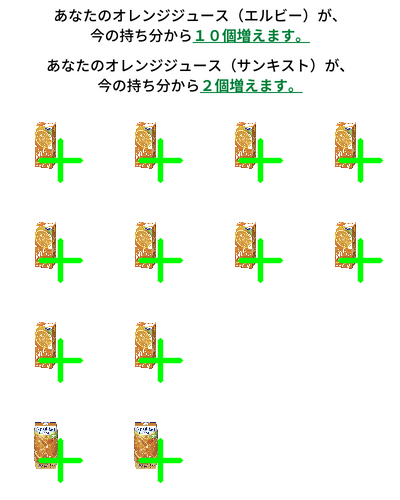 あなたのオレンジジュース（エルビー）が、
今の持ち分から１０個増えます。
あなたのオレンジジュース（サンキスト）が、
今の持ち分から２個増えます。